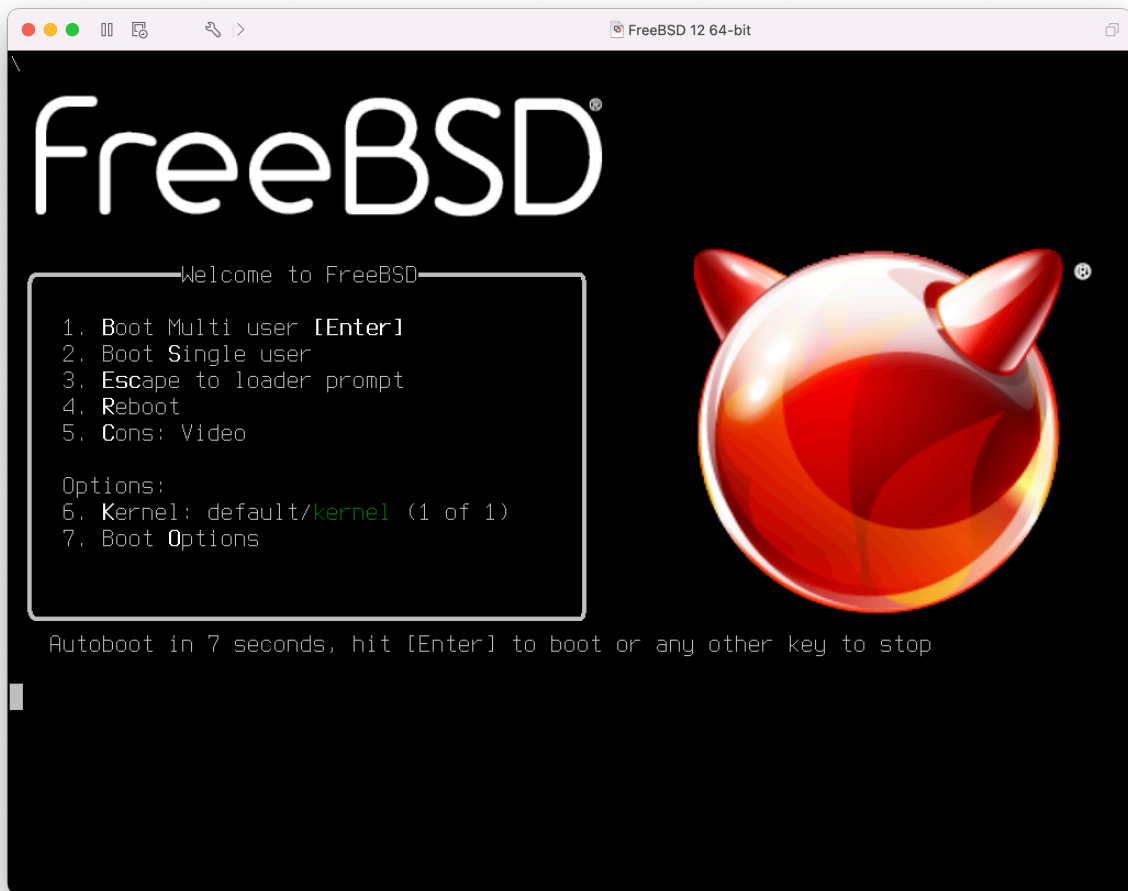 FreeBSD 12 64-bit
\
FreeBSD®
Welcome to FreeBSD
®
1. Boot Multi user [Enter]
2. Boot Single user
3. Escape to loader prompt
4. Reboot
5. Cons: Video
Options:
6. Kernel: default/kernel (1 of 1)
7. Boot Options
Autoboot in 7 seconds, hit [Enter] to boot or any other key to stop